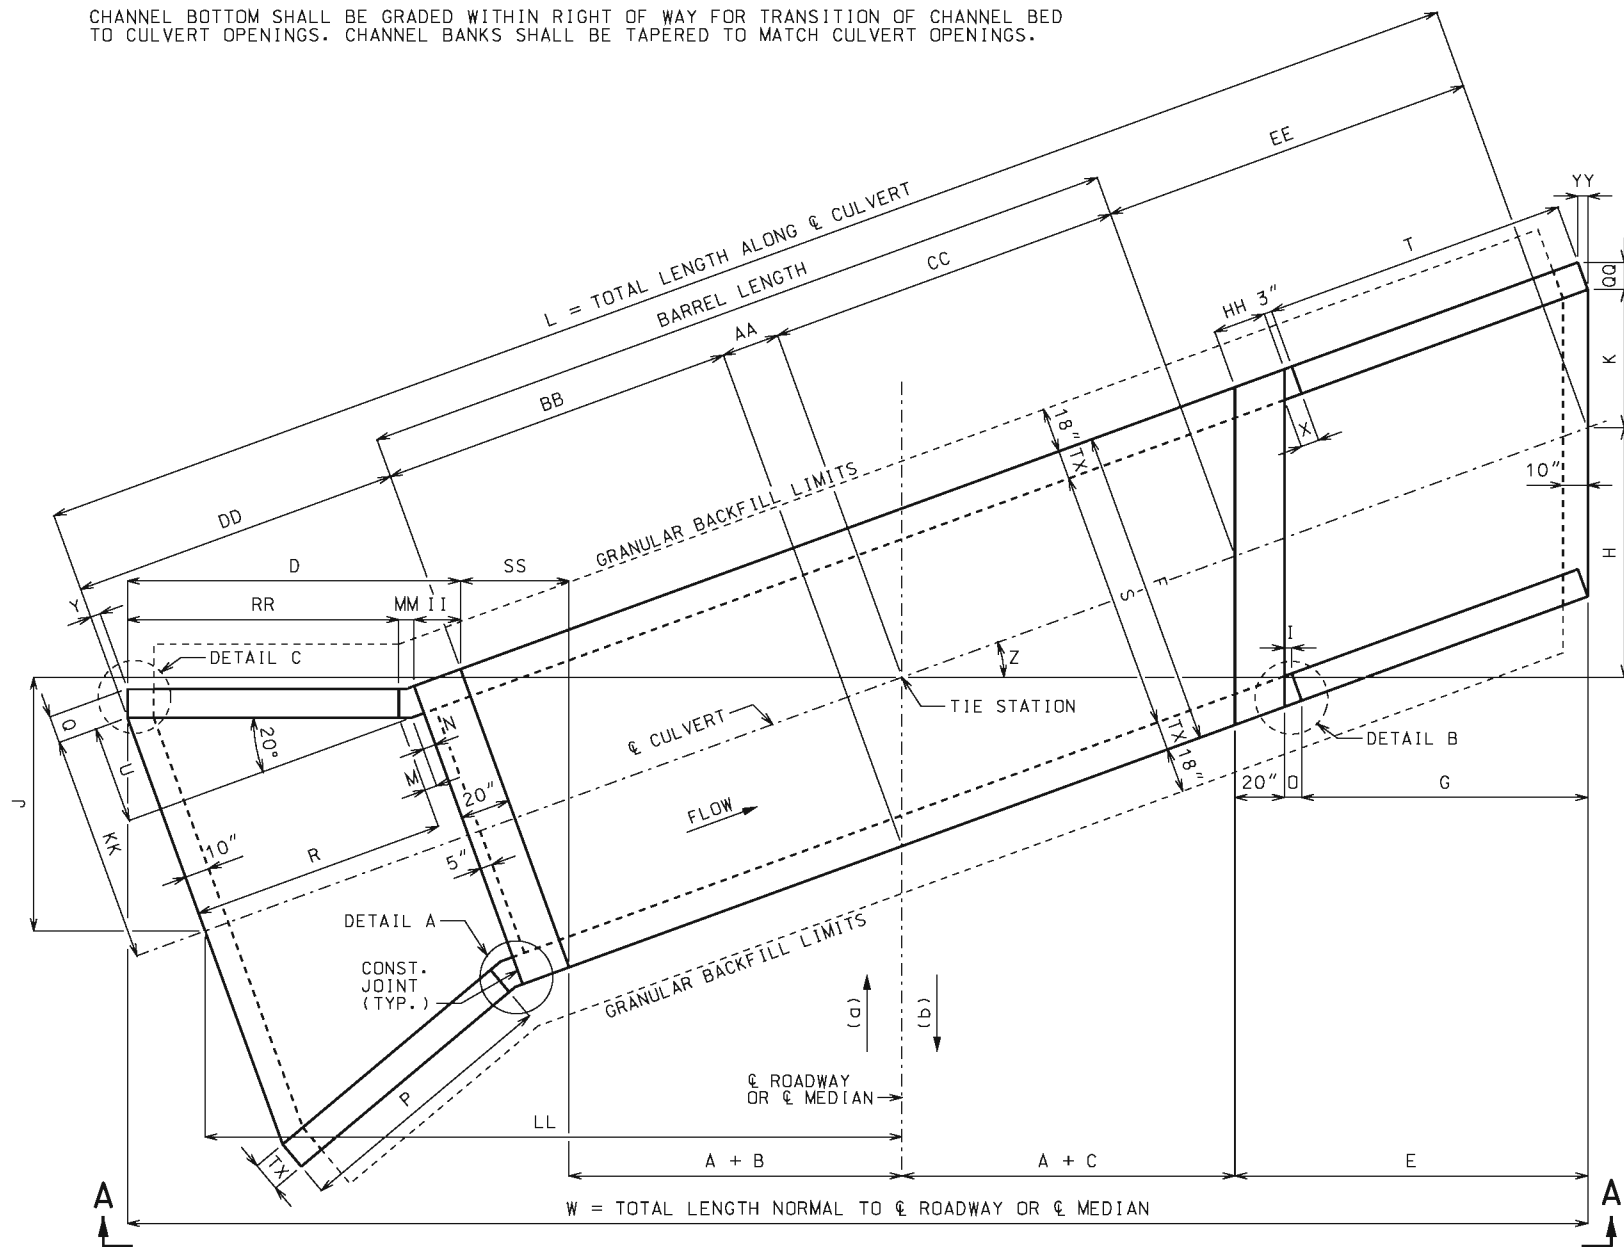 CHANNEL BOTTOM SHALL BE GRADED WITHIN RIGHT OF WAY FOR TRANSITION OF CHANNEL BED
TO CULVERT OPENINGS. CHANNEL BANKS SHALL BE TAPERED TO MATCH CULVERT OPENINGS.
EE
YY
L = TOTAL LENGTH ALONG ℄ CULVERT
BARREL LENGTH
CC
T
QQ
AA
HH 3"
BB
K
18"
TX
X
10"
DD
GRANULAR BACKFILL LIMITS
D
SS
RR
MM II
Y
F
S
H
I
Z
DETAIL C
TIE STATION
Q
20°
N
℄ CULVERT
DETAIL B
U
M
TX
18"
J
20"
20"
O
G
FLOW
KK
10"
R
5"
DETAIL A
CONST.
JOINT
(TYP.)
GRANULAR BACKFILL LIMITS
(a)
(b)
P
℄ ROADWAY
OR ℄ MEDIAN
LL
TX
A + B
A + C
E
A
A
W = TOTAL LENGTH NORMAL TO ℄ ROADWAY OR ℄ MEDIAN